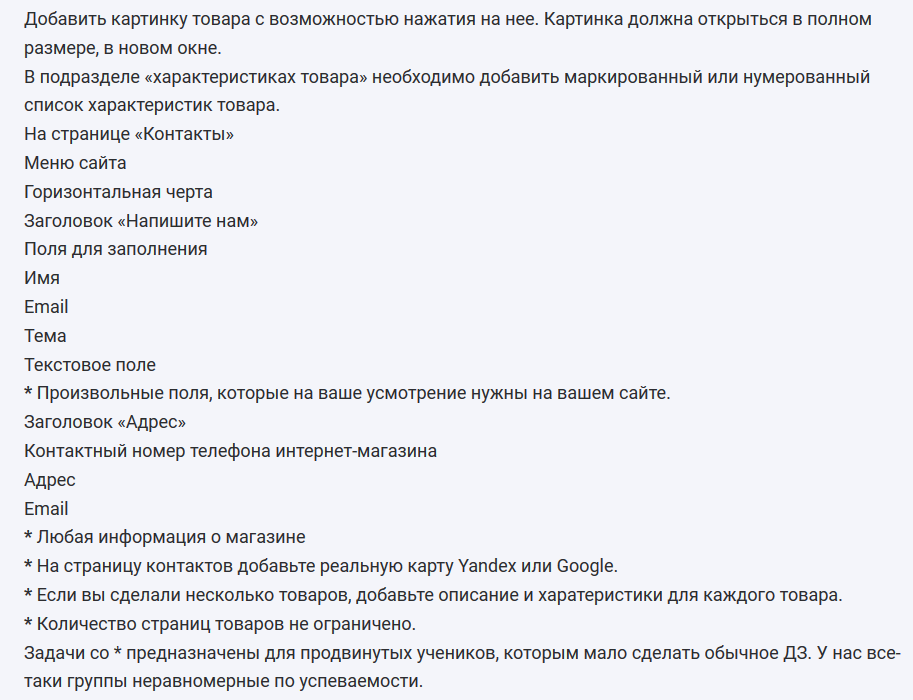 Добавить картинку товара с возможностью нажатия на нее. Картинка должна открыться в полном
размере, в новом окне.
В подразделе «характеристиках товара» необходимо добавить маркированный или нумерованный
список характеристик товара.
На странице «Контакты»
Меню сайта
Горизонтальная черта
Заголовок «Напишите нам»
Поля для заполнения
Имя
Email
Тема
Текстовое поле
* Произвольные поля, которые на ваше усмотрение нужны на вашем сайте.
Заголовок «Адрес»
Контактный номер телефона интернет-магазина
Адрес
Email
* Любая информация о магазине
* На страницу контактов добавьте реальную карту Yandex или Google.
* Если вы сделали несколько товаров, добавьте описание и харатеристики для каждого товара.
* Количество страниц товаров не ограничено.
Задачи со * предназначены для продвинутых учеников, которым мало сделать обычное ДЗ. У нас все-
таки группы неравномерные по успеваемости.